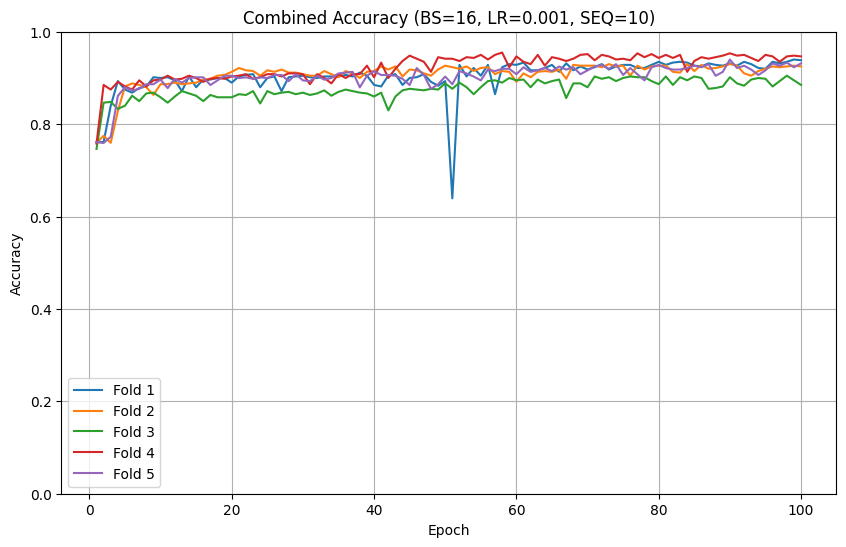 Combined Accuracy (BS=16, LR=0.001, SEQ=10)
1.0
0.8
0.6
0.4
0.2
0.0
Accuracy
Fold 1
Fold 2
Fold 3
Fold 4
Fold 5
0 20 40 60 80 100
Epoch